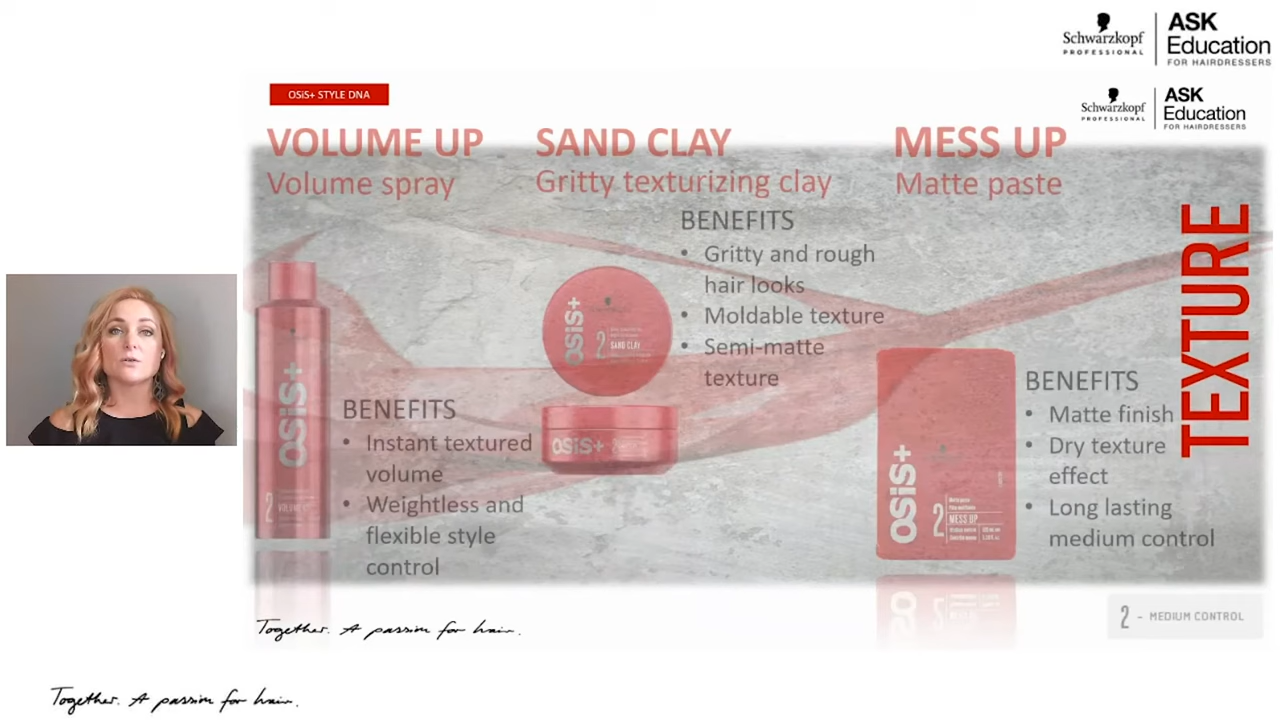 Schwarzkopf
PROFESSIONAL
ASK
Education
FOR HAIRDRESSERS
OSiS+ STYLE DNA
Schwarzkopf
PROFESSIONAL
ASK
Education
FOR HAIRDRESSERS
VOLUME UP
Volume spray
SAND CLAY
Gritty texturizing clay
MESS UP
Matte paste
TEXTURE
BENEFITS
• Gritty and rough
hair looks
• Moldable texture
• Semi-matte
texture
OSiS+
2
SAND CLAY
OSiS+
OSiS+
2
VOLUME UP
BENEFITS
• Instant textured
volume
• Weightless and
flexible style
control
OSiS+
2
MESS UP
BENEFITS
• Matte finish
• Dry texture
effect
• Long lasting
medium control
2 - MEDIUM CONTROL
Together. A passion for hair.
Together. A passion for hair.